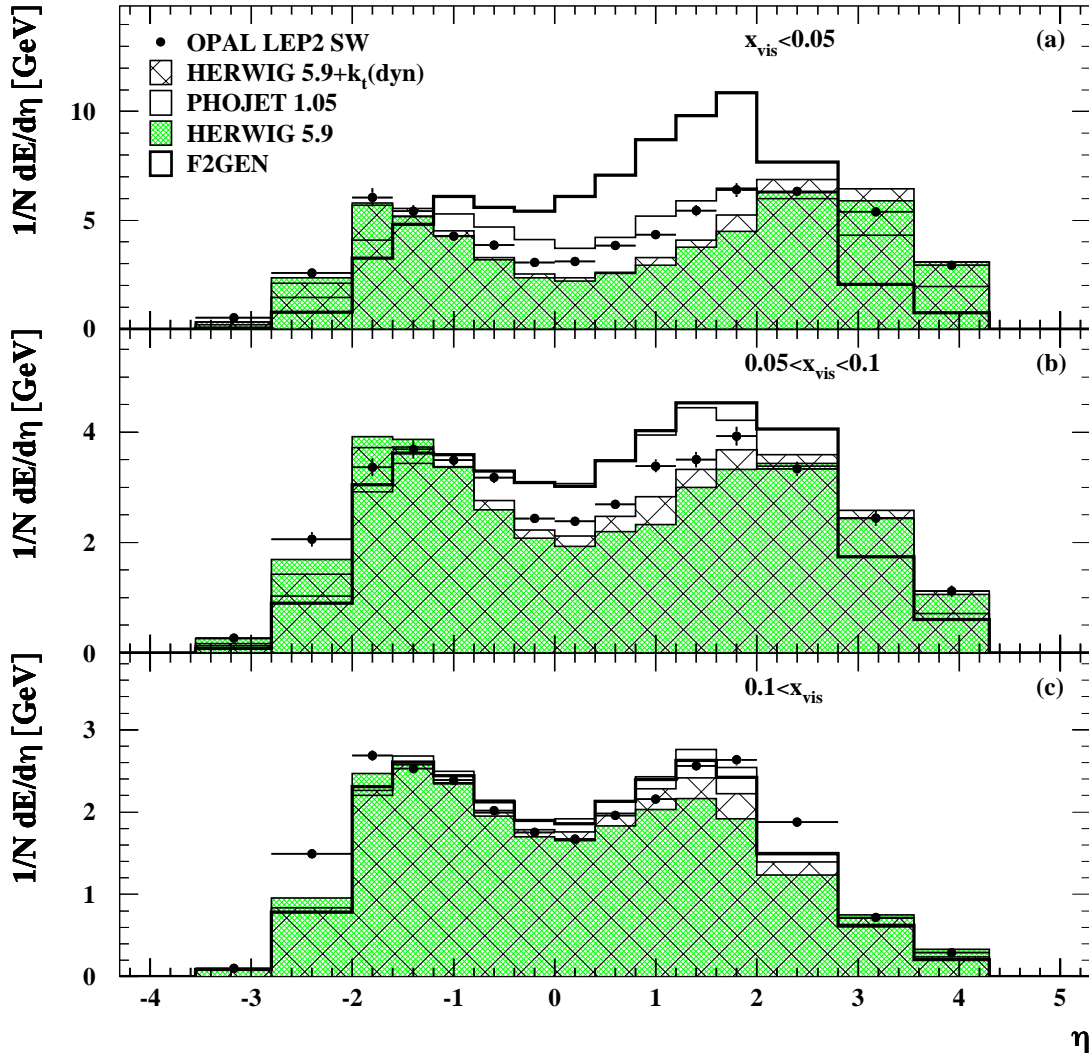 1/N dE/dη [GeV]
x_vis<0.05
(a)
OPAL LEP2 SW
HERWIG 5.9+k_t(dyn)
PHOJET 1.05
HERWIG 5.9
F2GEN
10
5
0
1/N dE/dη [GeV]
0.05<x_vis<0.1
(b)
4
2
0
1/N dE/dη [GeV]
0.1<x_vis
(c)
3
2
1
0
-4 -3 -2 -1 0 1 2 3 4 5
η